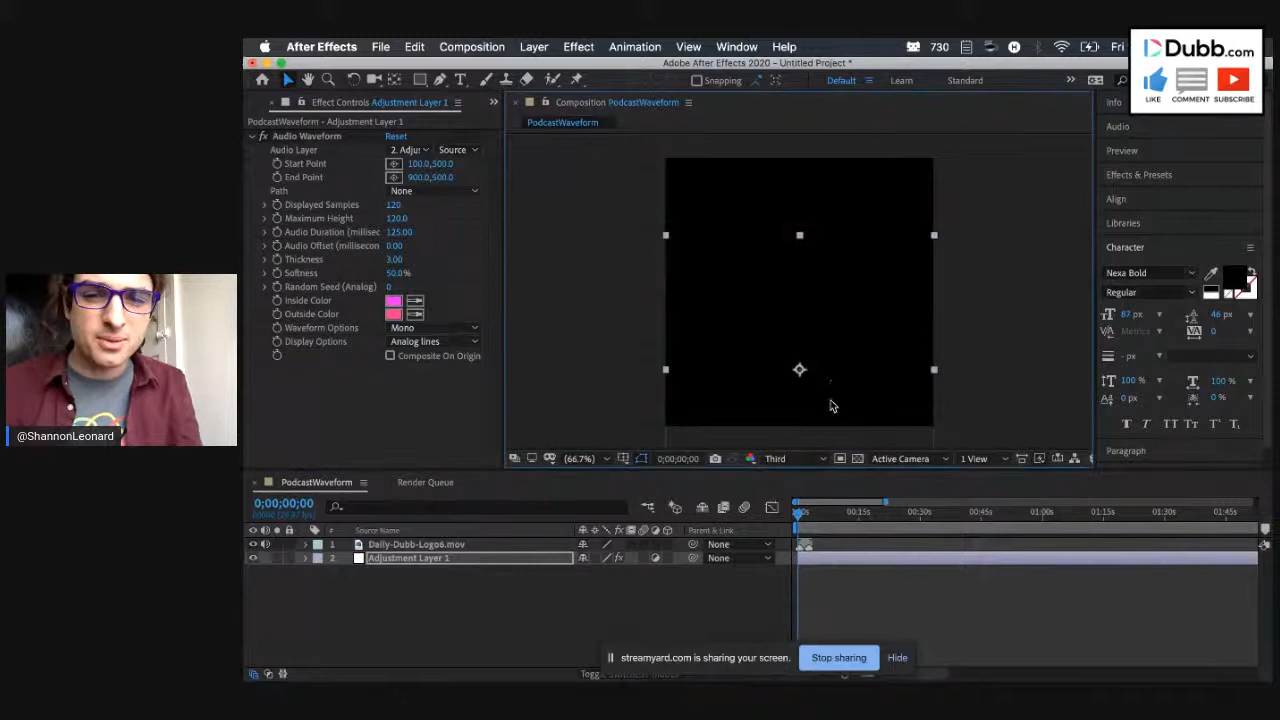 After Effects File Edit Composition Layer Effect Animation View Window Help 730 Fri
Dubb.com
LIKE COMMENT SUBSCRIBE
Adobe After Effects 2020 - Untitled Project *
Snapping Default Learn Standard
Effect Controls Adjustment Layer 1
Composition PodcastWaveform
PodcastWaveform
PodcastWaveform - Adjustment Layer 1
fx Audio Waveform Reset
Audio Layer 2. Adju: Source
Start Point 100.0,500.0
End Point 900.0,500.0
Path None
Displayed Samples 120
Maximum Height 120.0
Audio Duration (millisec 125.00
Audio Offset (millisecon 0.00
Thickness 3.00
Softness 50.0%
Random Seed (Analog) 0
Inside Color
Outside Color
Waveform Options Mono
Display Options Analog lines
Composite On Origin
Info
Audio
Preview
Effects & Presets
Align
Libraries
Character
Nexa Bold
Regular
87 px 46 px
Metrics 0
- px
100 % 100 %
0 px 0 %
T T TT Tt
Paragraph
(66.7%) 0;00;00;00 Third Active Camera 1 View
@ShannonLeonard
PodcastWaveform Render Queue
0;00;00;00
00:15s 00:30s 00:45s 01:00s 01:15s 01:30s 01:45s
# Source Name Parent & Link
1 Daily-Dubb-Logo6.mov None
2 Adjustment Layer 1 fx None
streamyard.com is sharing your screen. Stop sharing Hide